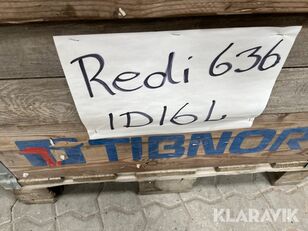 Redi 636
1D16L
TIBNOR
KLARAVIK